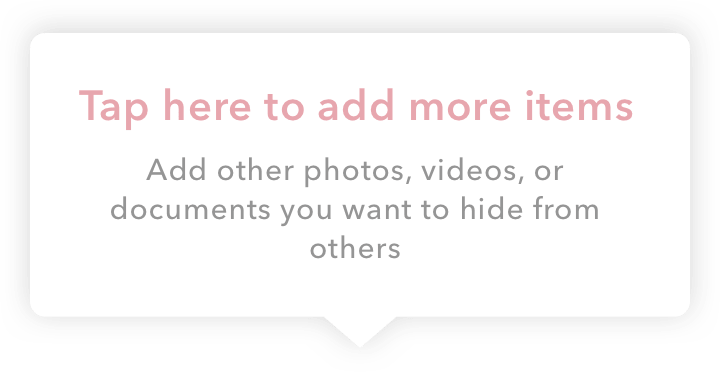 Tap here to add more items
Add other photos, videos, or
documents you want to hide from
others